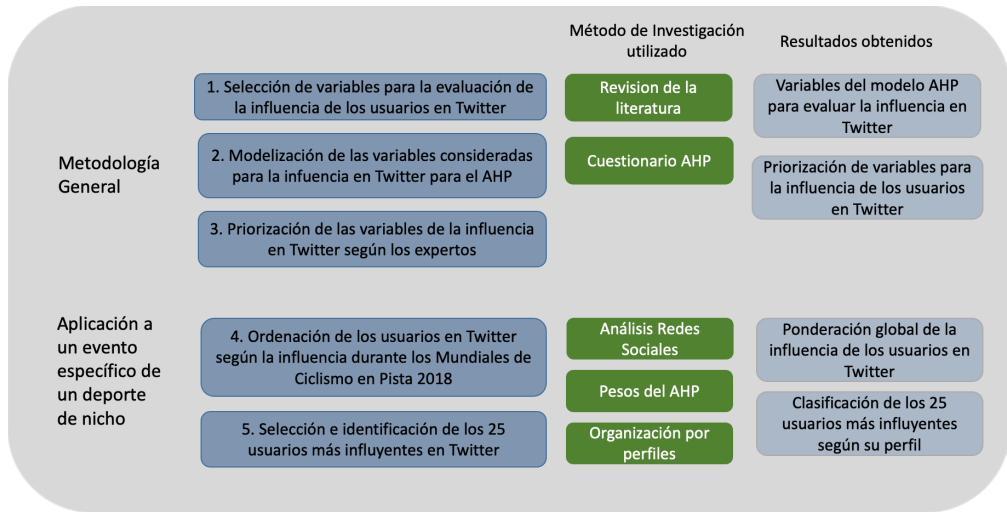 Método de Investigación
utilizado
Resultados obtenidos
Metodología
General
1. Selección de variables para la evaluación de
la influencia de los usuarios en Twitter
Revision de la
literatura
Variables del modelo AHP
para evaluar la influencia en
Twitter
2. Modelización de las variables consideradas
para la infuencia en Twitter para el AHP
Cuestionario AHP
Priorización de variables para
la influencia de los usuarios
en Twitter
3. Priorización de las variables de la influencia
en Twitter según los expertos
Aplicación a
un evento
específico de
un deporte
de nicho
4. Ordenación de los usuarios en Twitter
según la influencia durante los Mundiales de
Ciclismo en Pista 2018
Análisis Redes
Sociales
Ponderación global de la
influencia de los usuarios en
Twitter
Pesos del AHP
5. Selección e identificación de los 25
usuarios más influyentes en Twitter
Organización por
perfiles
Clasificación de los 25
usuarios más influyentes
según su perfil